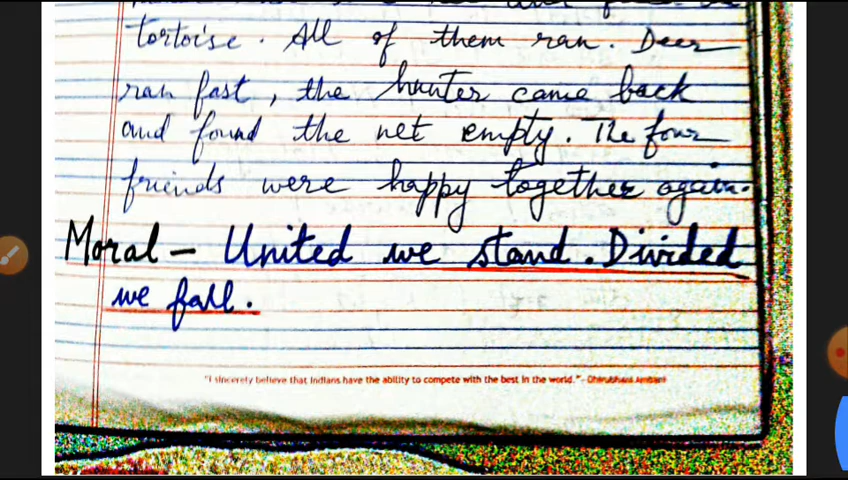 tortoise. All of them ran. Deer
ran fast, the hunter came back
and found the net empty. The four
friends were happy together again.
Moral – United we stand. Divided
we fall.
"I sincerely believe that Indians have the ability to compete with the best in the world." - Dhirubhai Ambani